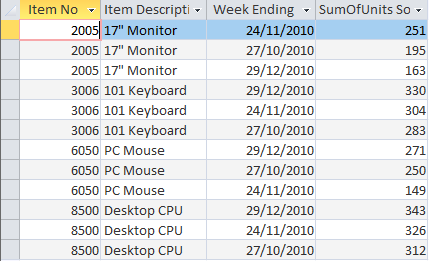 Item No Item Descripti Week Ending SumOfUnits So
2005 17" Monitor 24/11/2010 251
2005 17" Monitor 27/10/2010 195
2005 17" Monitor 29/12/2010 163
3006 101 Keyboard 29/12/2010 330
3006 101 Keyboard 24/11/2010 304
3006 101 Keyboard 27/10/2010 283
6050 PC Mouse 29/12/2010 271
6050 PC Mouse 27/10/2010 250
6050 PC Mouse 24/11/2010 149
8500 Desktop CPU 29/12/2010 343
8500 Desktop CPU 24/11/2010 326
8500 Desktop CPU 27/10/2010 312